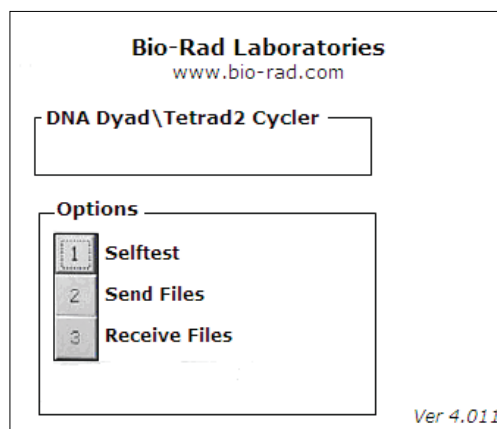 Bio-Rad Laboratories
www.bio-rad.com
DNA Dyad\Tetrad2 Cycler
Options
1 Selftest
2 Send Files
3 Receive Files
Ver 4.011